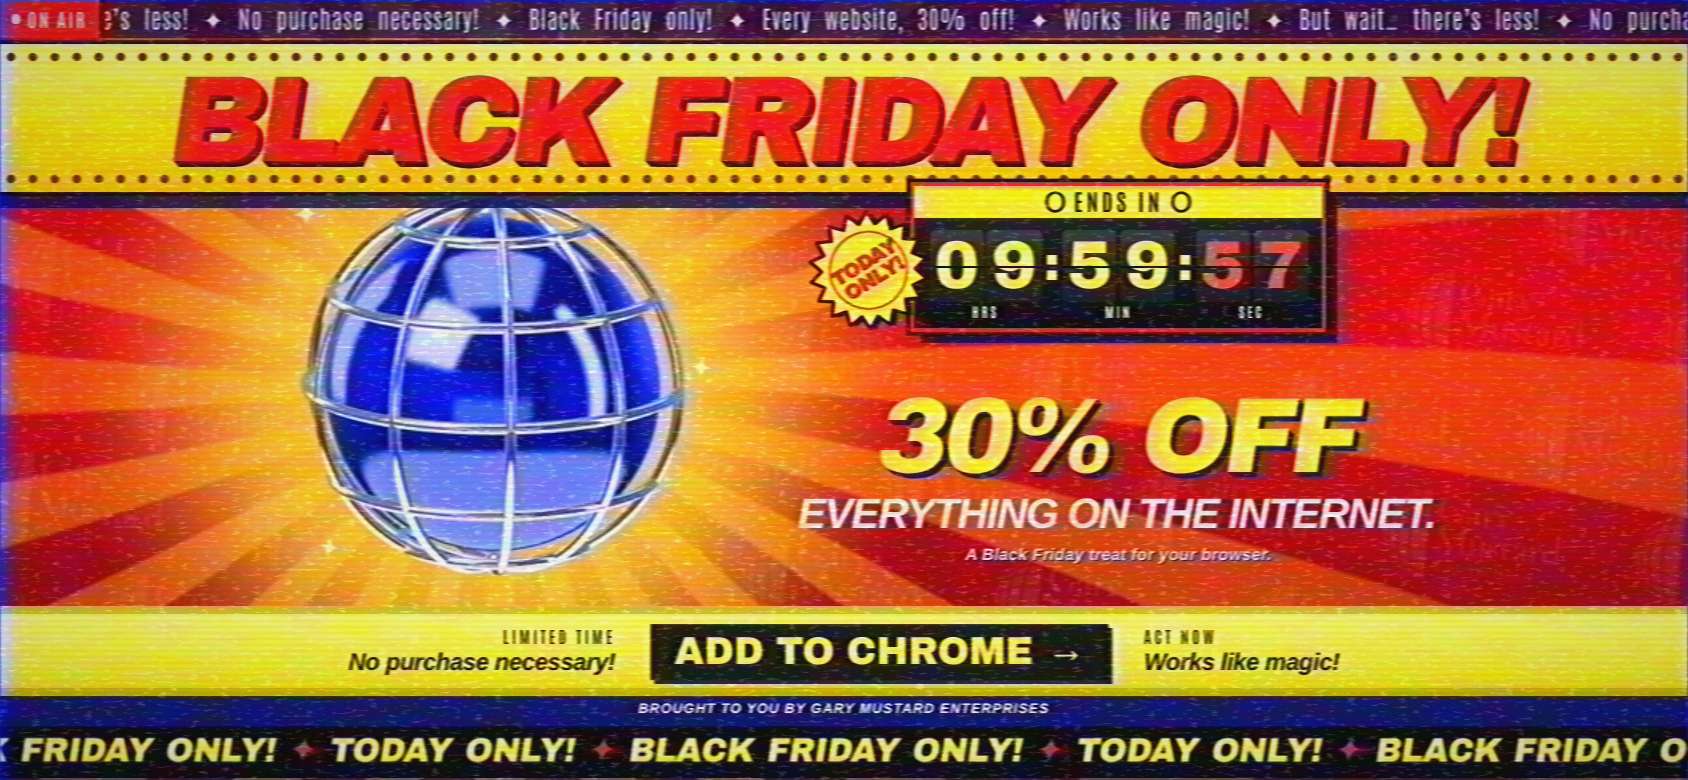 ON AIR
e's less! ✦ No purchase necessary! ✦ Black Friday only! ✦ Every website, 30% off! ✦ Works like magic! ✦ But wait… there's less! ✦ No purcha
BLACK FRIDAY ONLY!
ENDS IN
TODAY
ONLY!
09:59:57
HRS MIN SEC
30% OFF
EVERYTHING ON THE INTERNET.
A Black Friday treat for your browser.
LIMITED TIME
No purchase necessary!
ADD TO CHROME →
ACT NOW
Works like magic!
BROUGHT TO YOU BY GARY MUSTARD ENTERPRISES
K FRIDAY ONLY! ✦ TODAY ONLY! ✦ BLACK FRIDAY ONLY! ✦ TODAY ONLY! ✦ BLACK FRIDAY O